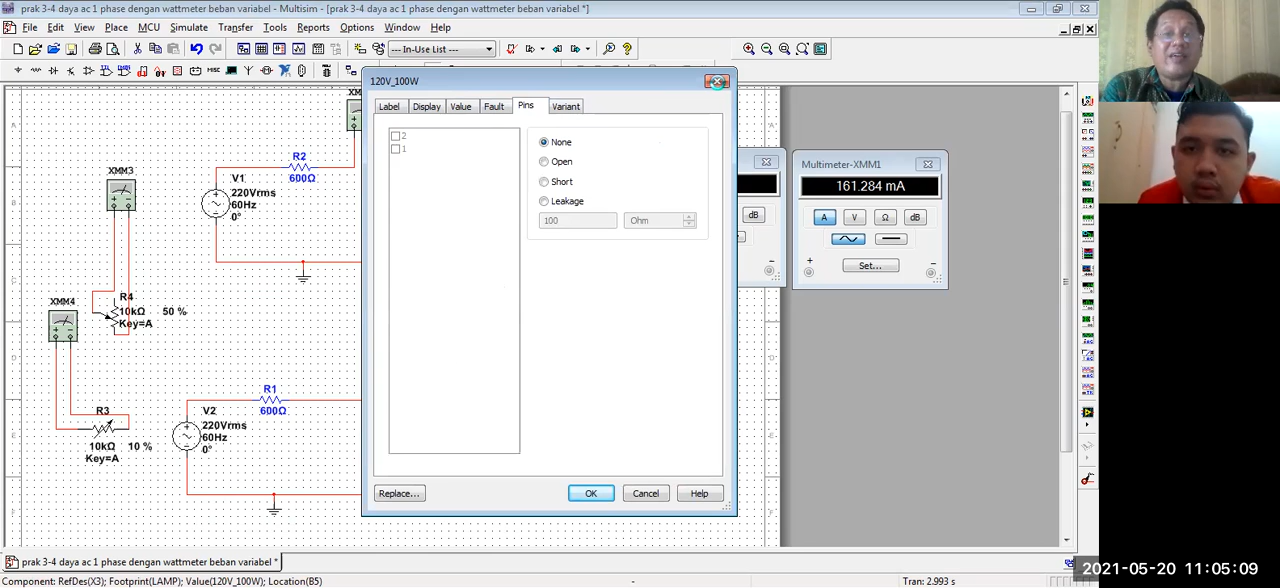 prak 3-4 daya ac 1 phase dengan wattmeter beban variabel - Multisim - [prak 3-4 daya ac 1 phase dengan wattmeter beban variabel *]
File Edit View Place MCU Simulate Transfer Tools Reports Options Window Help
--- In-Use List ---
MISC
120V_100W
Label Display Value Fault Pins Variant
2
1
None
Open
Short
Leakage
100 Ohm
Replace... OK Cancel Help
XMM3
R2
600Ω
V1
220Vrms
60Hz
0°
R4
10kΩ 50 %
Key=A
XMM4
R3
10kΩ 10 %
Key=A
R1
600Ω
V2
220Vrms
60Hz
0°
dB
Multimeter-XMM1
161.284 mA
A V Ω dB
+ Set... -
prak 3-4 daya ac 1 phase dengan wattmeter beban variabel *
Component: RefDes(X3); Footprint(LAMP); Value(120V_100W); Location(B5)
-
Tran: 2.993 s
2021-05-20 11:05:09